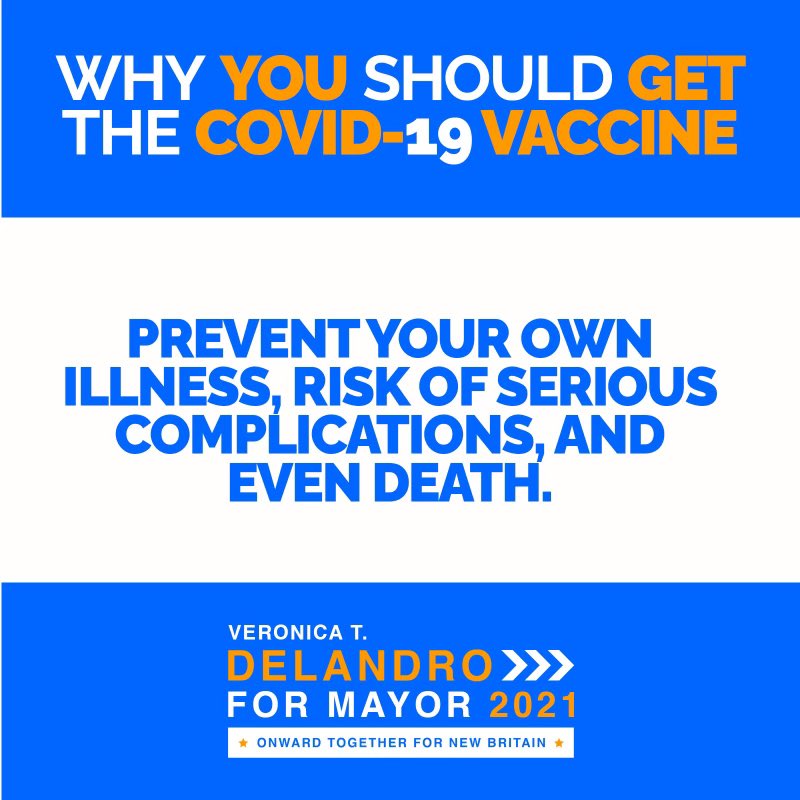 WHY YOU SHOULD GET
THE COVID-19 VACCINE
PREVENT YOUR OWN
ILLNESS, RISK OF SERIOUS
COMPLICATIONS, AND
EVEN DEATH.
VERONICA T.
DELANDRO
FOR MAYOR 2021
ONWARD TOGETHER FOR NEW BRITAIN